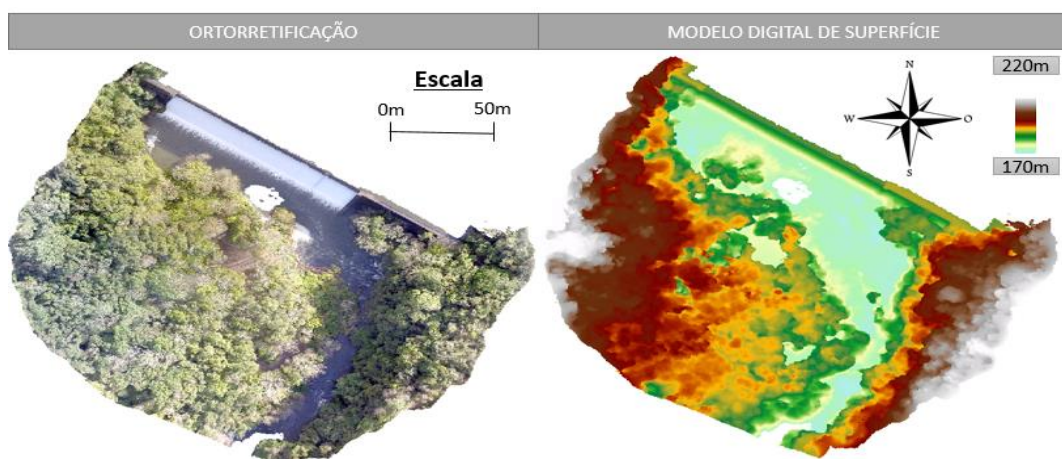 ORTORRETIFICAÇÃO
MODELO DIGITAL DE SUPERFÍCIE
Escala
0m 50m
N
W O
S
220m
170m